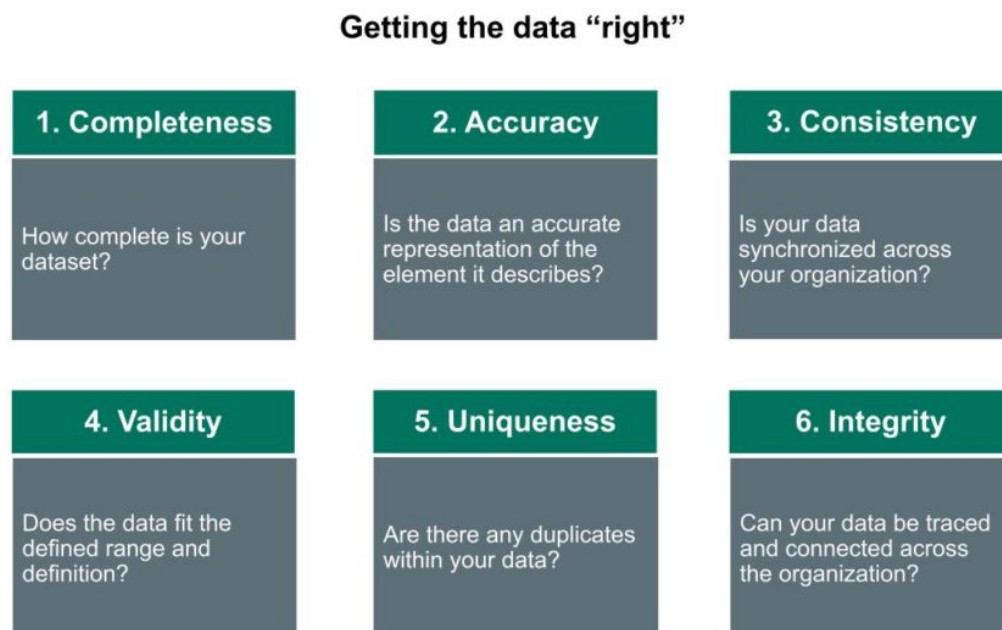 Getting the data “right”
1. Completeness
How complete is your
dataset?
2. Accuracy
Is the data an accurate
representation of the
element it describes?
3. Consistency
Is your data
synchronized across
your organization?
4. Validity
Does the data fit the
defined range and
definition?
5. Uniqueness
Are there any duplicates
within your data?
6. Integrity
Can your data be traced
and connected across
the organization?